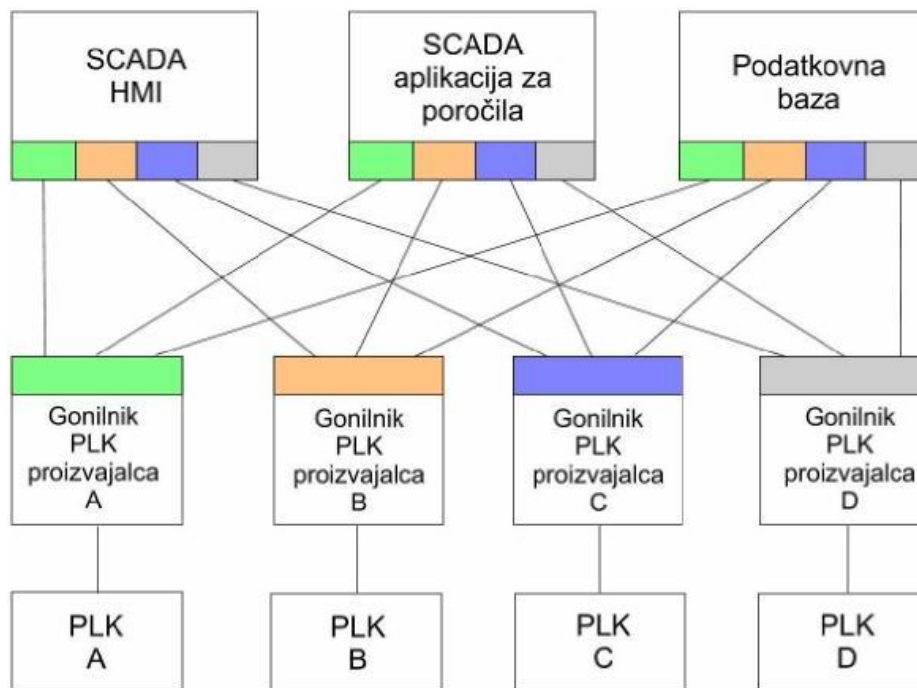 SCADA
HMI
SCADA
aplikacija za
poročila
Podatkovna
baza
Gonilnik
PLK
proizvajalca
A
Gonilnik
PLK
proizvajalca
B
Gonilnik
PLK
proizvajalca
C
Gonilnik
PLK
proizvajalca
D
PLK
A
PLK
B
PLK
C
PLK
D